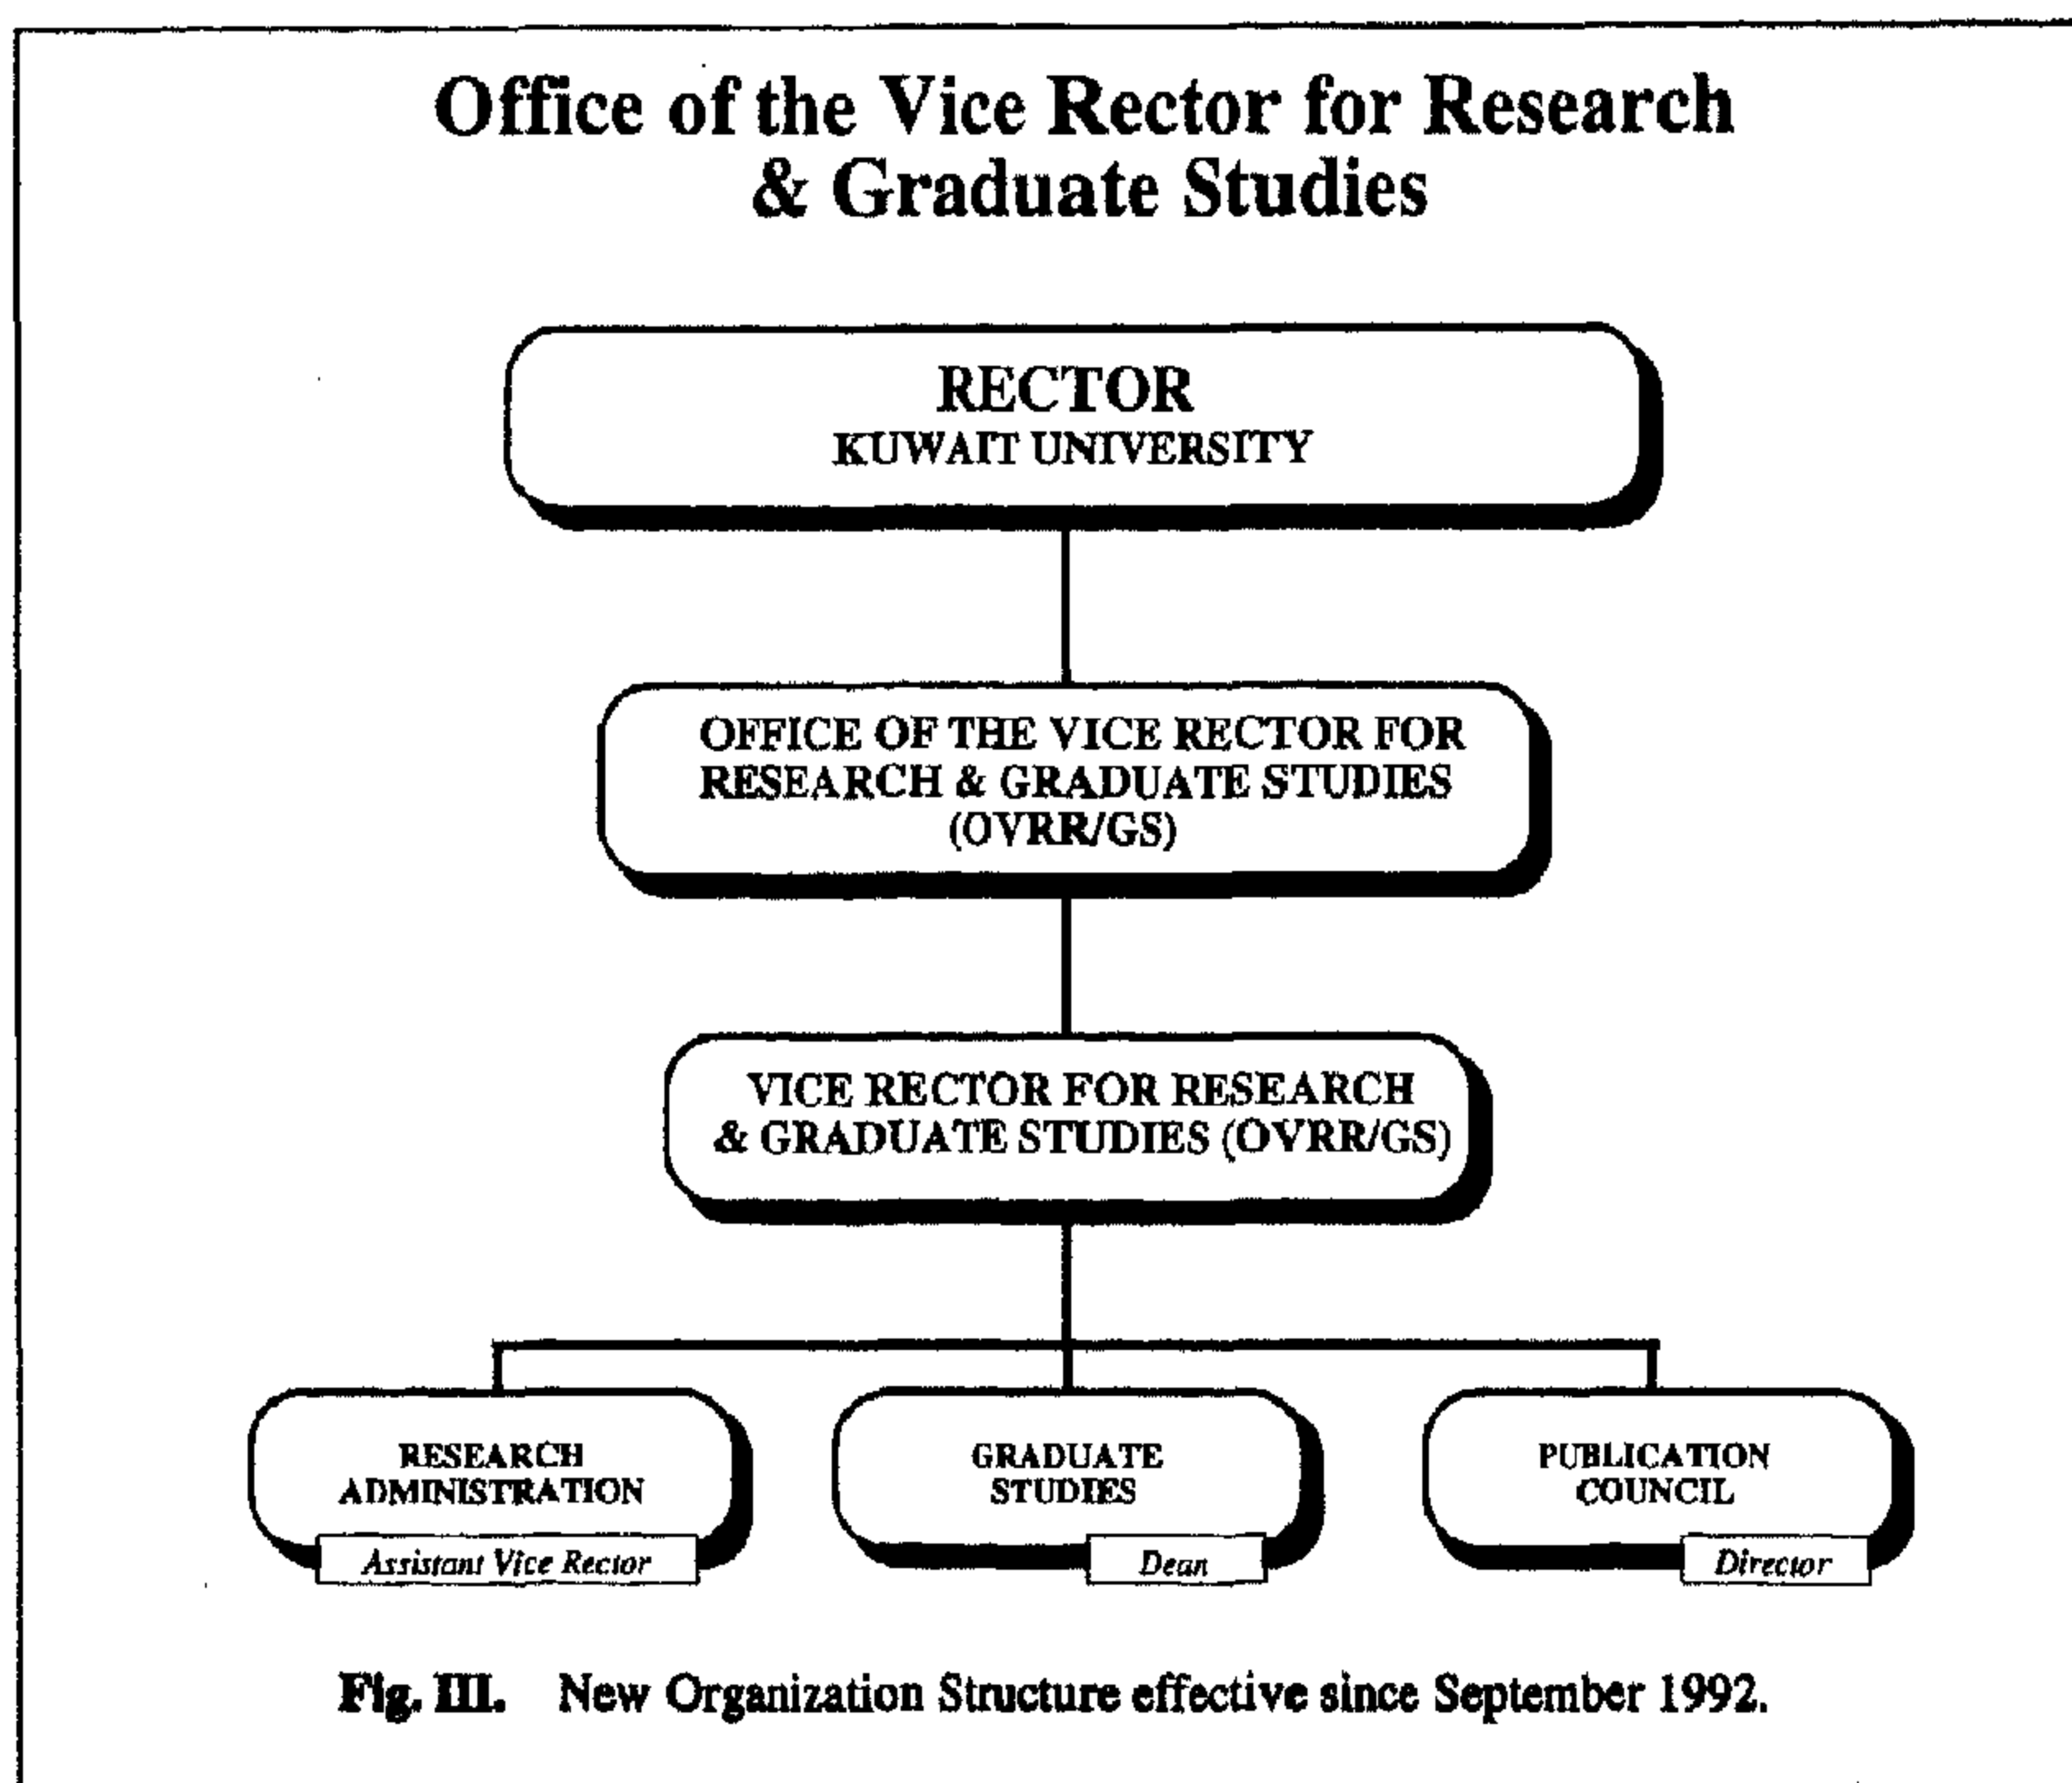 Office of the Vice Rector for Research
& Graduate Studies
RECTOR
KUWAIT UNIVERSITY
OFFICE OF THE VICE RECTOR FOR
RESEARCH & GRADUATE STUDIES
(OVRR/GS)
VICE RECTOR FOR RESEARCH
& GRADUATE STUDIES (OVRR/GS)
RESEARCH
ADMINISTRATION
Assistant Vice Rector
GRADUATE
STUDIES
Dean
PUBLICATION
COUNCIL
Director
Fig. III. New Organization Structure effective since September 1992.